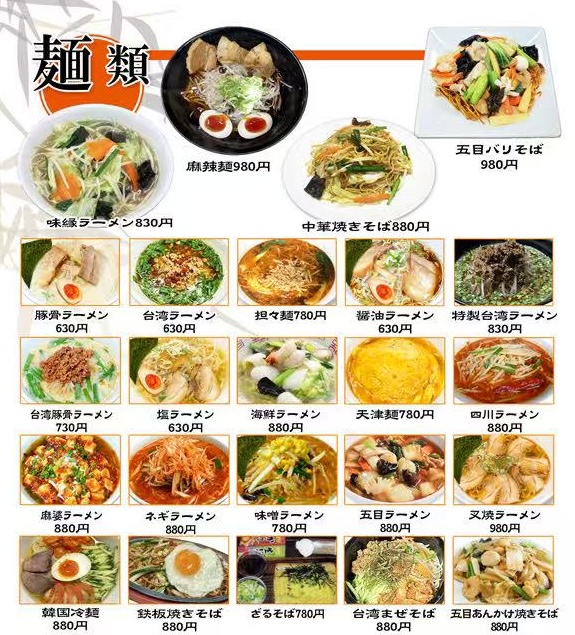 麺類
麻辣麺980円
五目バリそば
980円
味縁ラーメン830円
中華焼きそば880円
豚骨ラーメン
630円
台湾ラーメン
630円
担々麺780円
醤油ラーメン
630円
特製台湾ラーメン
830円
台湾豚骨ラーメン
730円
塩ラーメン
630円
海鮮ラーメン
880円
天津麺780円
四川ラーメン
880円
麻婆ラーメン
880円
ネギラーメン
880円
味噌ラーメン
780円
五目ラーメン
880円
叉焼ラーメン
980円
韓国冷麺
880円
鉄板焼きそば
880円
ざるそば780円
台湾まぜそば
880円
五目あんかけ焼きそば
880円